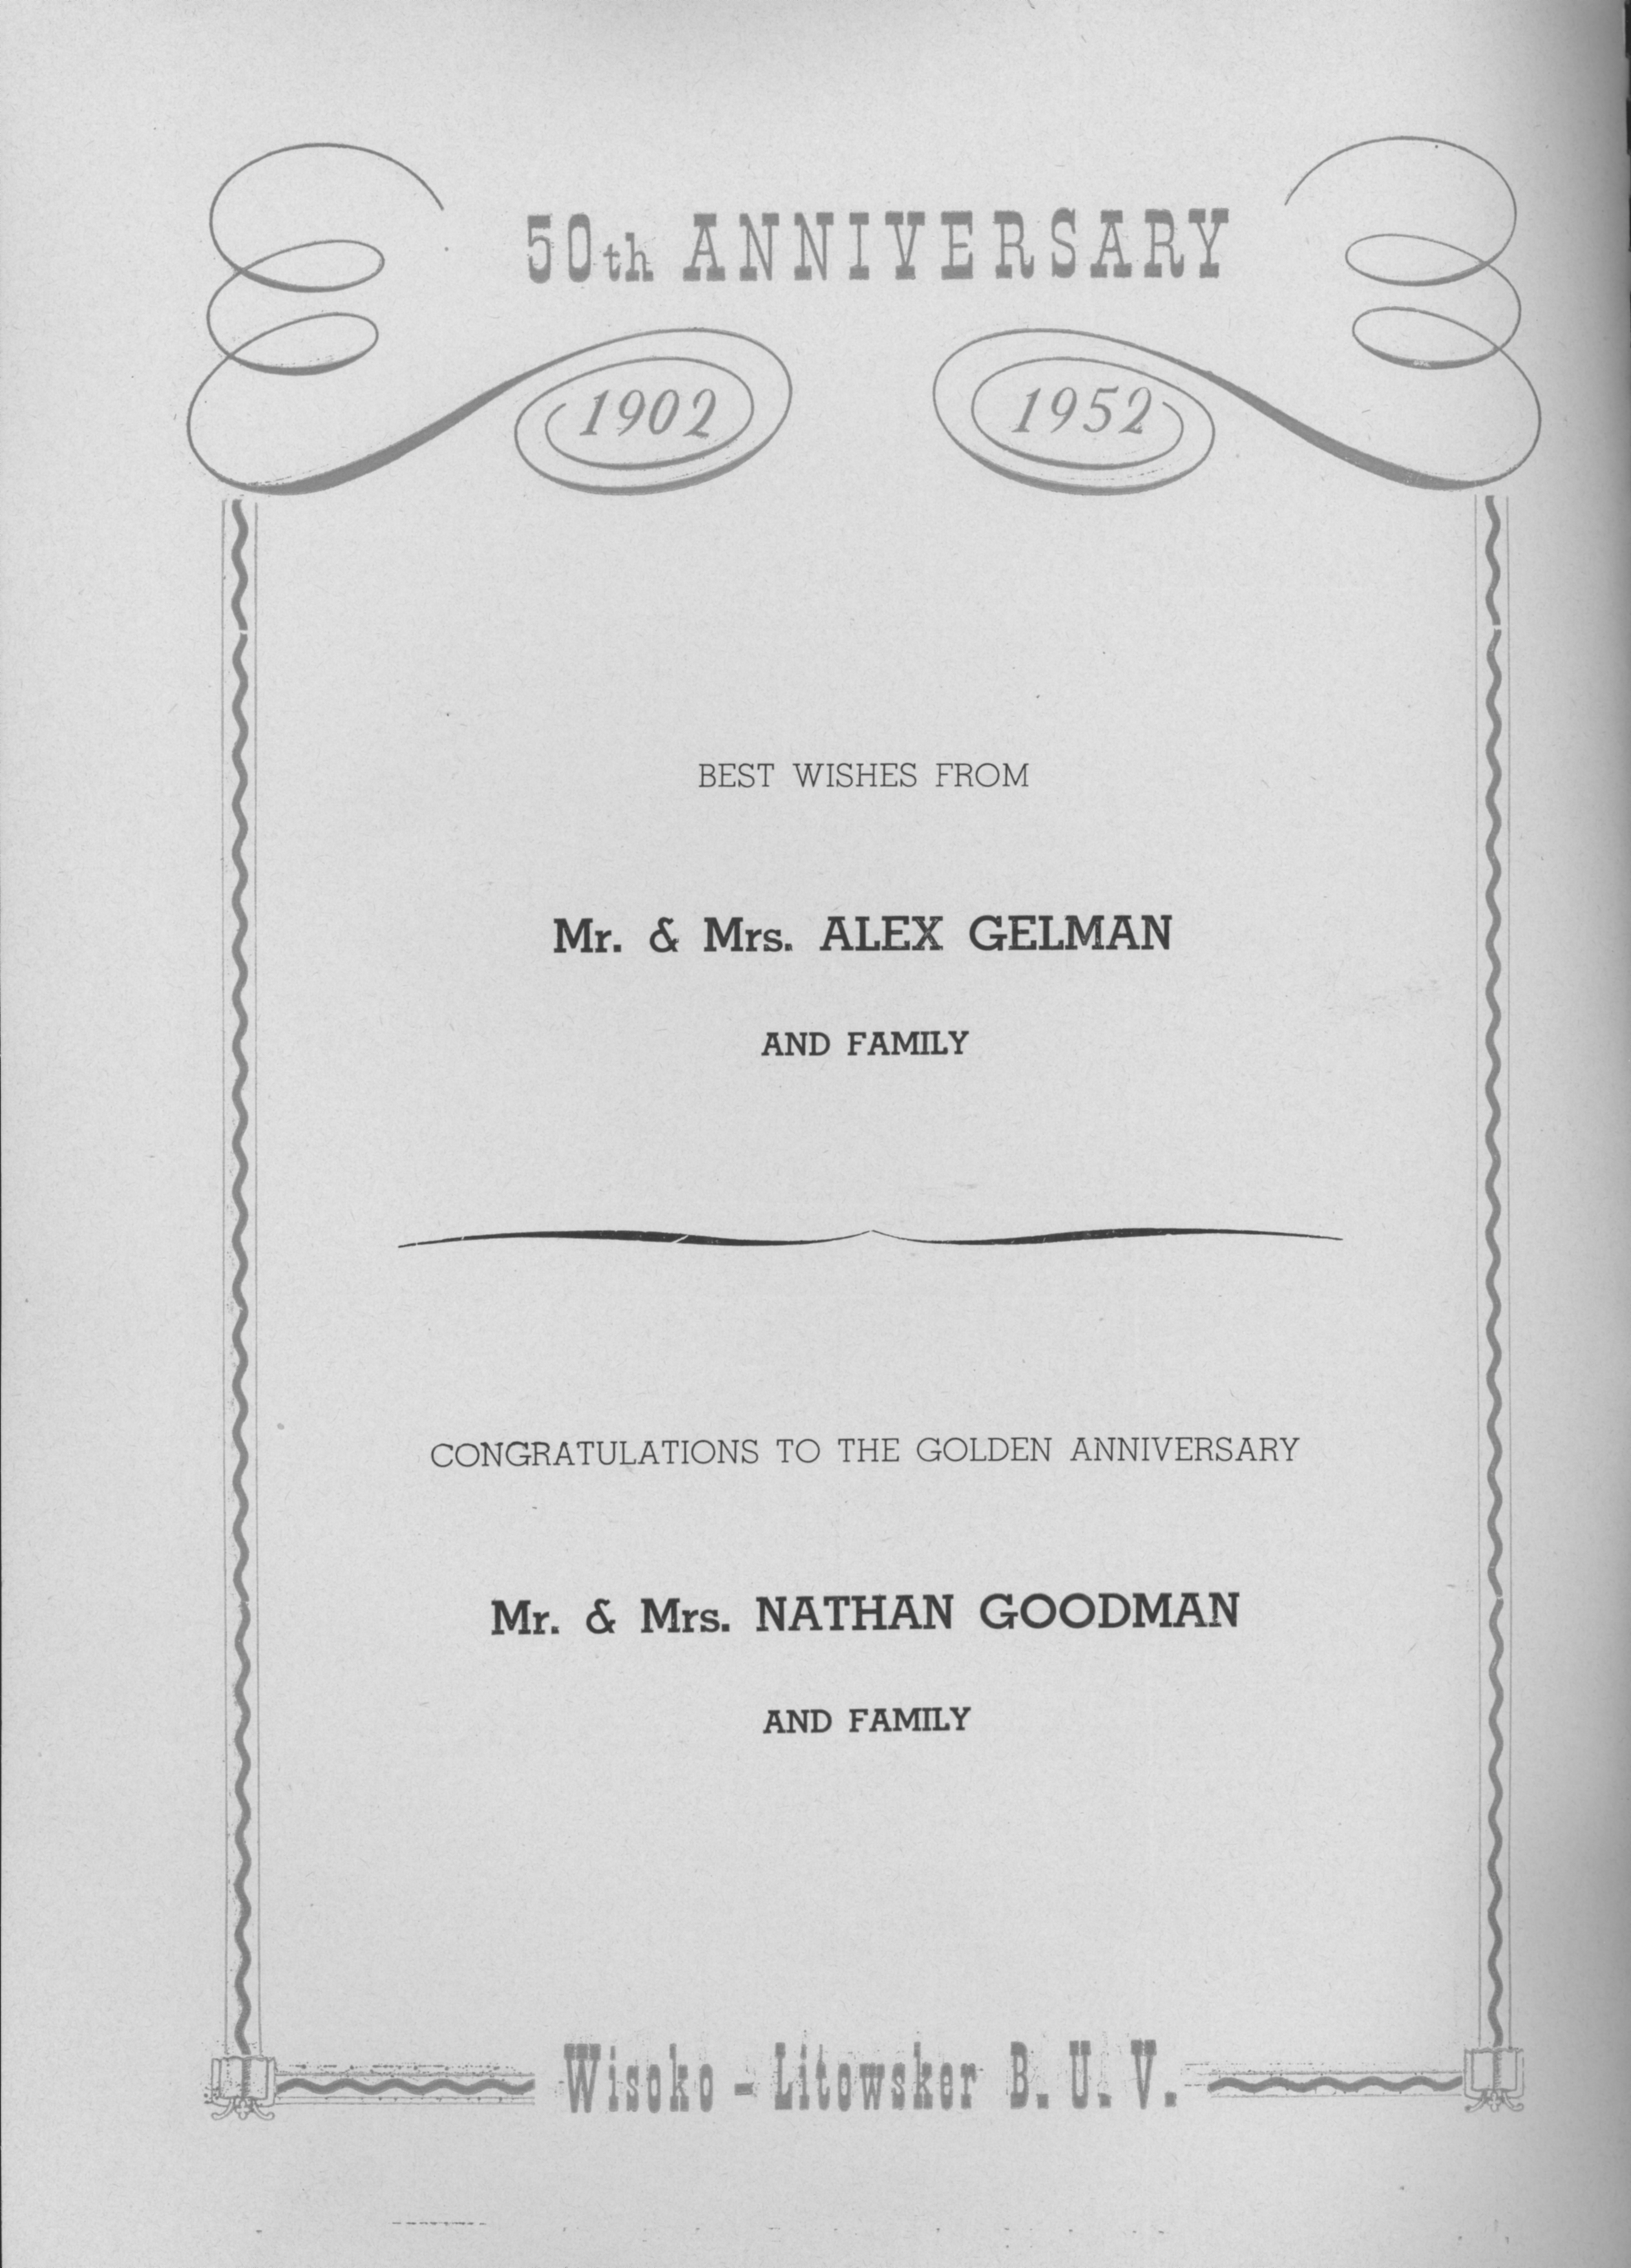 50th ANNIVERSARY
1902 1952
BEST WISHES FROM
Mr. & Mrs. ALEX GELMAN
AND FAMILY
CONGRATULATIONS TO THE GOLDEN ANNIVERSARY
Mr. & Mrs. NATHAN GOODMAN
AND FAMILY
Wisoko - Litowsker B. U. V.